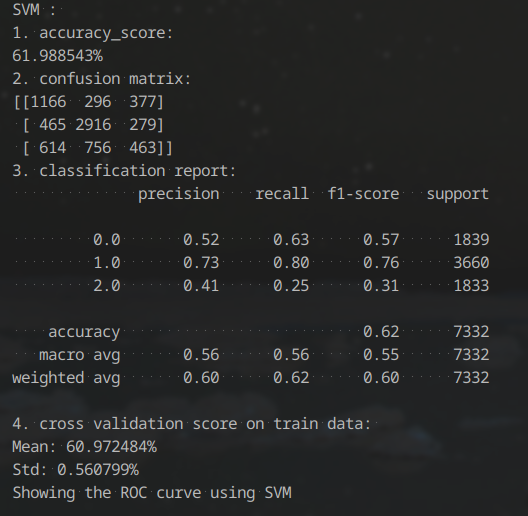 SVM :
1. accuracy_score:
61.988543%
2. confusion matrix:
[[1166 296 377]
[ 465 2916 279]
[ 614 756 463]]
3. classification report:
precision recall f1-score support
0.0 0.52 0.63 0.57 1839
1.0 0.73 0.80 0.76 3660
2.0 0.41 0.25 0.31 1833
accuracy 0.62 7332
macro avg 0.56 0.56 0.55 7332
weighted avg 0.60 0.62 0.60 7332
4. cross validation score on train data:
Mean: 60.972484%
Std: 0.560799%
Showing the ROC curve using SVM